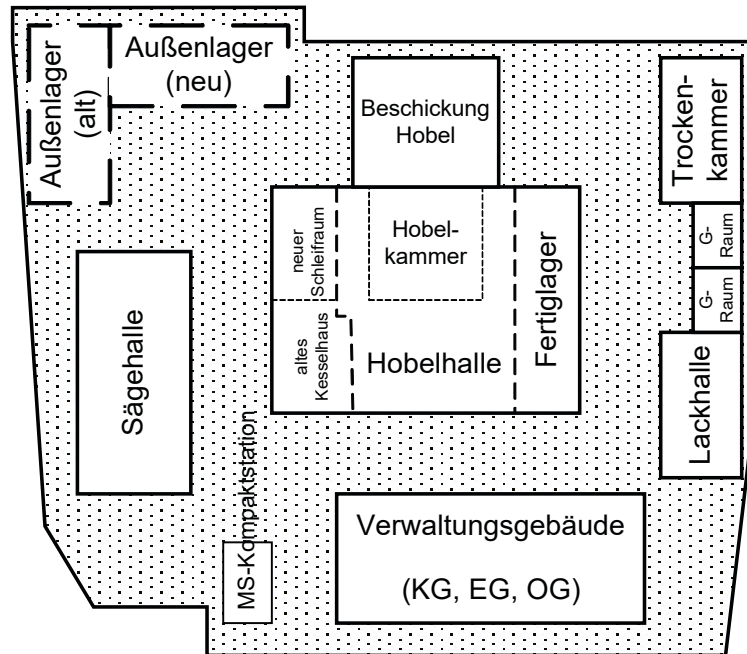 Außenlager
(neu)
Außenlager
(alt)
Beschickung
Hobel
Trocken-
kammer
neuer
Schleifraum
Hobel-
kammer
Fertiglager
G-
Raum
G-
Raum
Sägehalle
altes
Kesselhaus
Hobelhalle
Lackhalle
MS-Kompaktstation
Verwaltungsgebäude
(KG, EG, OG)